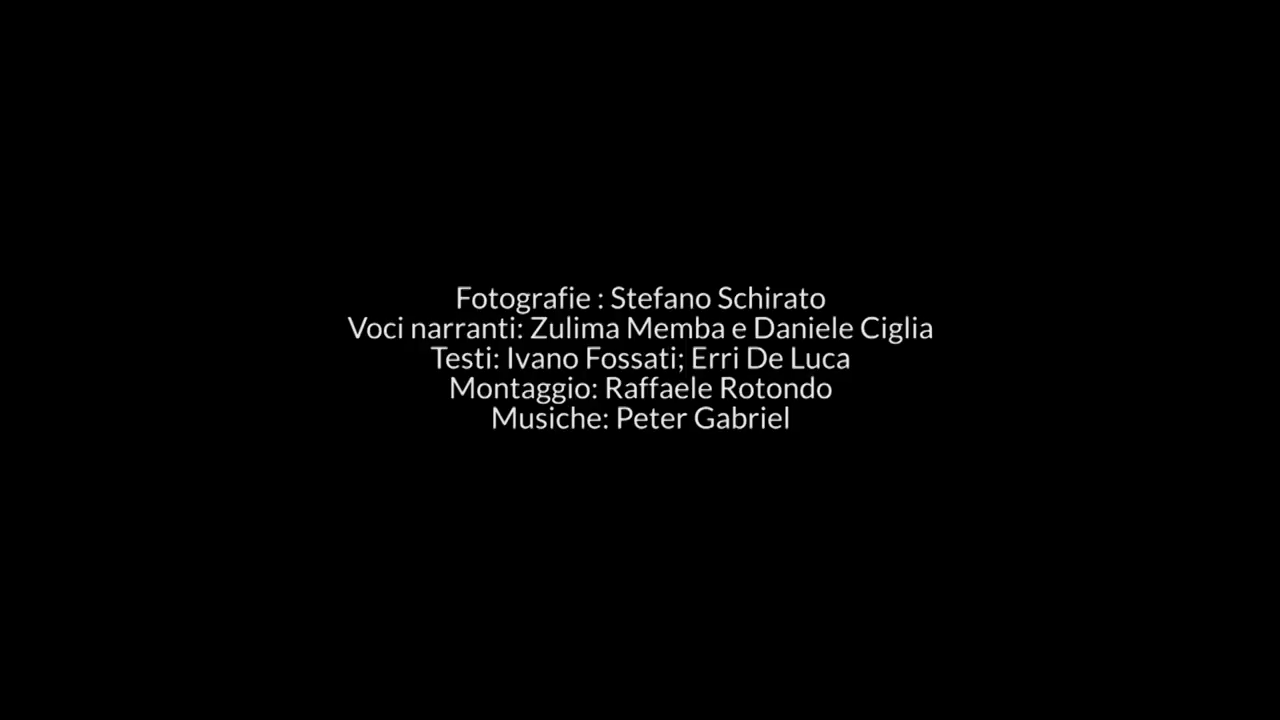 Fotografie : Stefano Schirato
Voci narranti: Zulima Memba e Daniele Ciglia
Testi: Ivano Fossati; Erri De Luca
Montaggio: Raffaele Rotondo
Musiche: Peter Gabriel